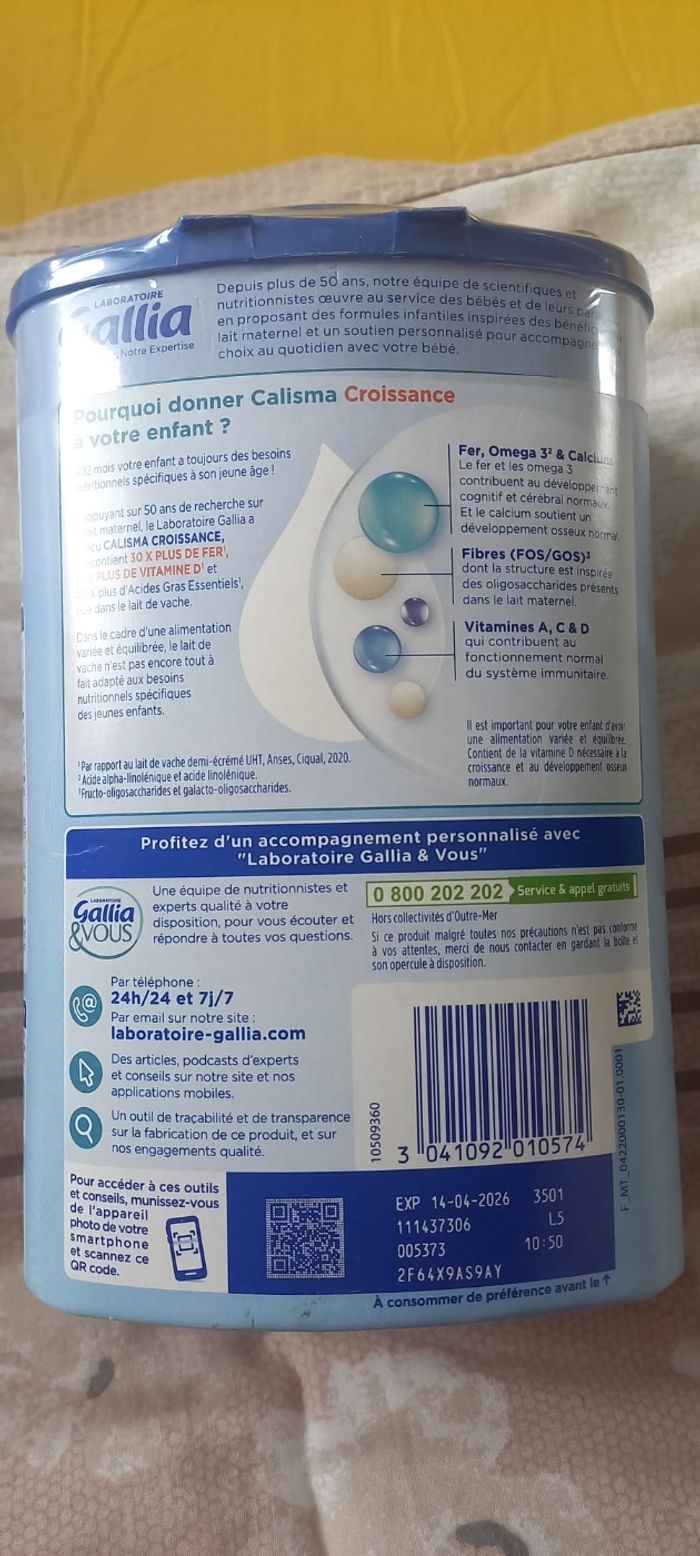 LABORATOIRE
Gallia
Notre Expertise
Depuis plus de 50 ans, notre équipe de scientifiques et
nutritionnistes œuvre au service des bébés et de leurs
en proposant des formules infantiles inspirées des
lait maternel et un soutien personnalisé pour
choix au quotidien avec votre bébé.
Pourquoi donner Calisma Croissance
à votre enfant ?
12 mois votre enfant a toujours des besoins
nutritionnels spécifiques à son jeune âge !
sur 50 ans de recherche sur
maternel, le Laboratoire Gallia a
CALISMA CROISSANCE,
contient 30 X PLUS DE FER¹,
X PLUS DE VITAMINE D¹ et
X plus d'Acides Gras Essentiels¹,
que dans le lait de vache.
Dans le cadre d'une alimentation
variée et équilibrée, le lait de
vache n'est pas encore tout à
fait adapté aux besoins
nutritionnels spécifiques
des jeunes enfants.
Fer, Omega 3² & Calcium
Le fer et les omega 3
contribuent au développement
cognitif et cérébral normaux.
Et le calcium soutient un
développement osseux normal.
Fibres (FOS/GOS)³
dont la structure est inspirée
des oligosaccharides présents
dans le lait maternel.
Vitamines A, C & D
qui contribuent au
fonctionnement normal
du système immunitaire.
¹Par rapport au lait de vache demi-écrémé UHT, Anses, Ciqual, 2020.
²Acide alpha-linolénique et acide linolénique.
³Fructo-oligosaccharides et galacto-oligosaccharides.
Il est important pour votre enfant d'avoir
une alimentation variée et équilibrée.
Contient de la vitamine D nécessaire à la
croissance et au développement osseux
normaux.
Profitez d'un accompagnement personnalisé avec
"Laboratoire Gallia & Vous"
LABORATOIRE
Gallia
&VOUS
Une équipe de nutritionnistes et
experts qualité à votre
disposition, pour vous écouter et
répondre à toutes vos questions.
0 800 202 202 Service & appel gratuits
Hors collectivités d'Outre-Mer
Si ce produit malgré toutes nos précautions n'est pas conforme
à vos attentes, merci de nous contacter en gardant la boîte et
son opercule à disposition.
Par téléphone :
24h/24 et 7j/7
Par email sur notre site :
laboratoire-gallia.com
Des articles, podcasts d'experts
et conseils sur notre site et nos
applications mobiles.
Un outil de traçabilité et de transparence
sur la fabrication de ce produit, et sur
nos engagements qualité.
10509360
3 041092 010574
F_MT_0422000130-01.0001
Pour accéder à ces outils
et conseils, munissez-vous
de l'appareil
photo de votre
smartphone
et scannez ce
QR code.
EXP 14-04-2026 3501
111437306 L5
005373 10:50
2F64X9AS9AY
À consommer de préférence avant le ↑